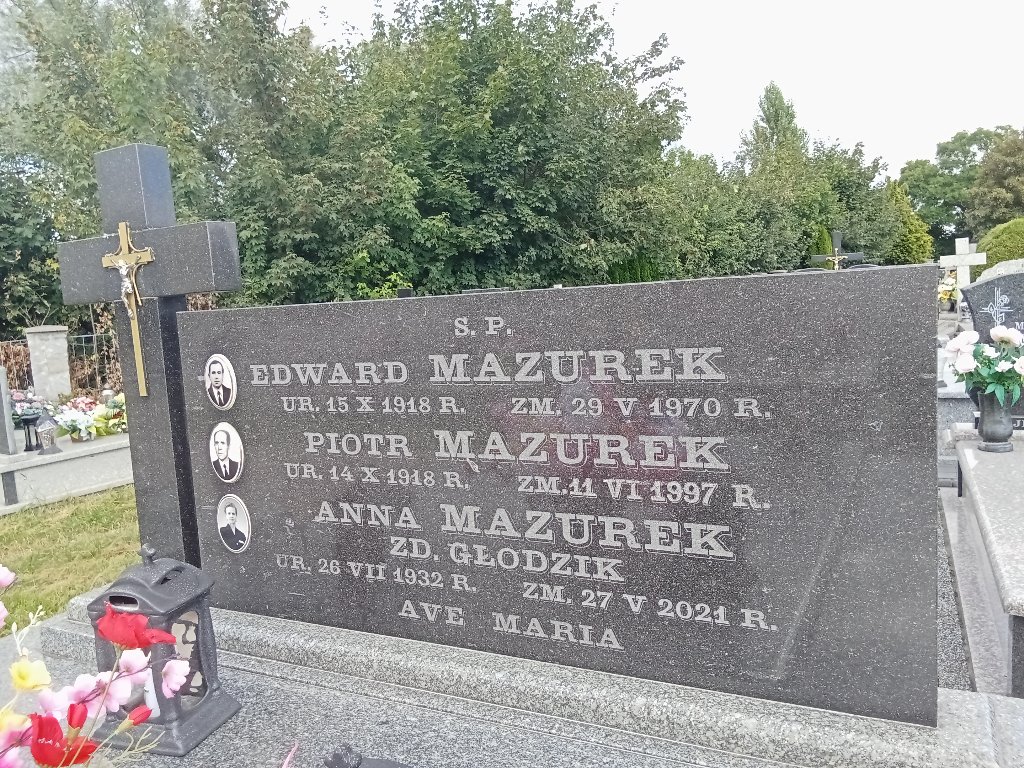 S. P.
EDWARD MAZUREK
UR. 15 X 1918 R. ZM. 29 V 1970 R.
PIOTR MAZUREK
UR. 14 X 1918 R. ZM. 11 VI 1997 R.
ANNA MAZUREK
ZD. GŁODZIK
UR. 26 VII 1932 R. ZM. 27 V 2021 R.
AVE MARIA